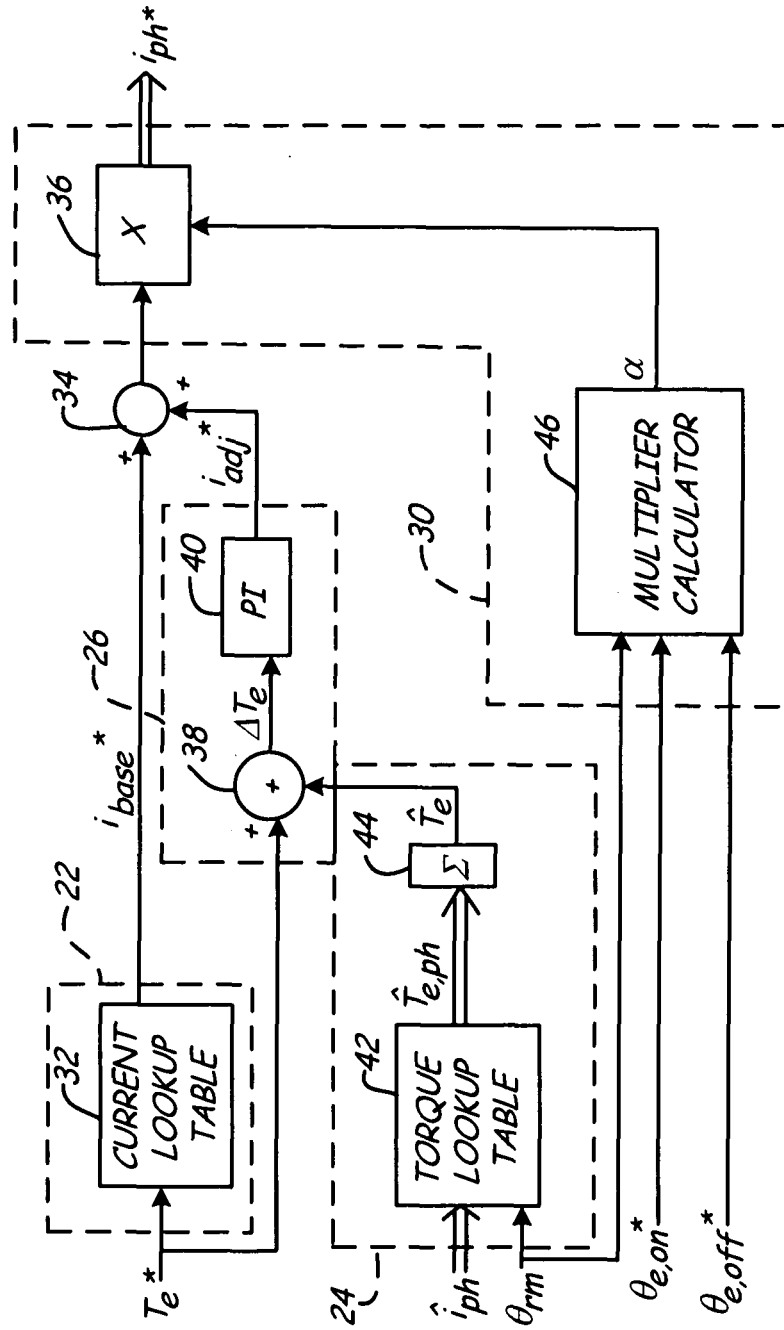 T_e*
22
32
CURRENT
LOOKUP
TABLE
i_base*
26
34
+
+
36
X
i_ph*
38
+
+
ΔT_e
40
PI
i_adj*
24
î_ph
θ_rm
42
TORQUE
LOOKUP
TABLE
T̂_e,ph
44
Σ
T̂_e
30
θ_e,on*
θ_e,off*
46
MULTIPLIER
CALCULATOR
α